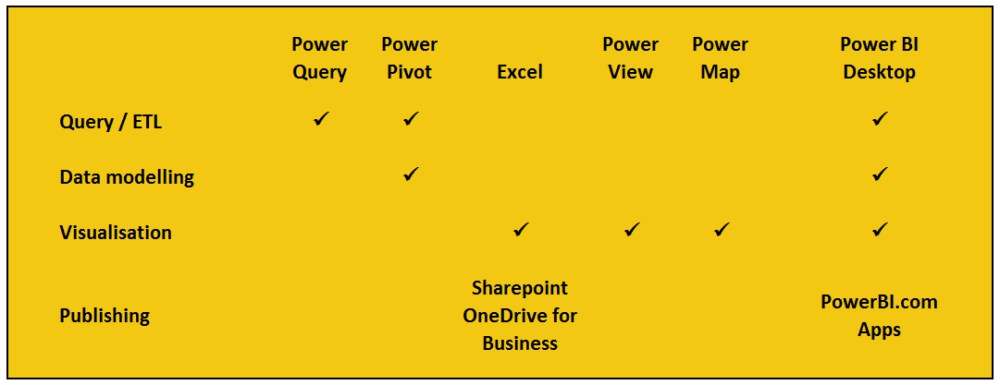 Power Query Power Pivot Excel Power View Power Map Power BI Desktop
Query / ETL ✓ ✓ ✓
Data modelling ✓ ✓
Visualisation ✓ ✓ ✓ ✓
Publishing Sharepoint OneDrive for Business PowerBI.com Apps